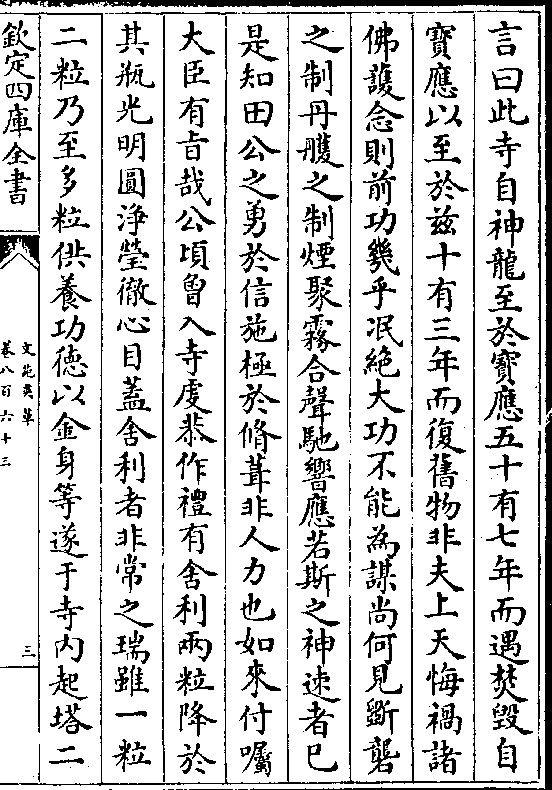 言曰此寺自神龍至於寶應五十有七年而遇焚毀自
寶應以至於兹十有三年而復舊物非夫上天悔禍諸
佛護念則前功幾乎泯絶大功不能為謀尚何見斲礱
之制丹雘之制煙聚霧合聲馳響應若斯之神速者巳
是知田公之勇於信施極於脩葺非人力也如來付囑
大臣有㫖哉公頃曾入寺虔恭作禮有舍利兩粒降於
其瓶光明圓浄瑩徹心目蓋舍利者非常之瑞雖一粒
二粒乃至多粒供養功德以金身等遂于寺内起塔二
欽定四庫全書
文苑英華
卷八百六十三
三